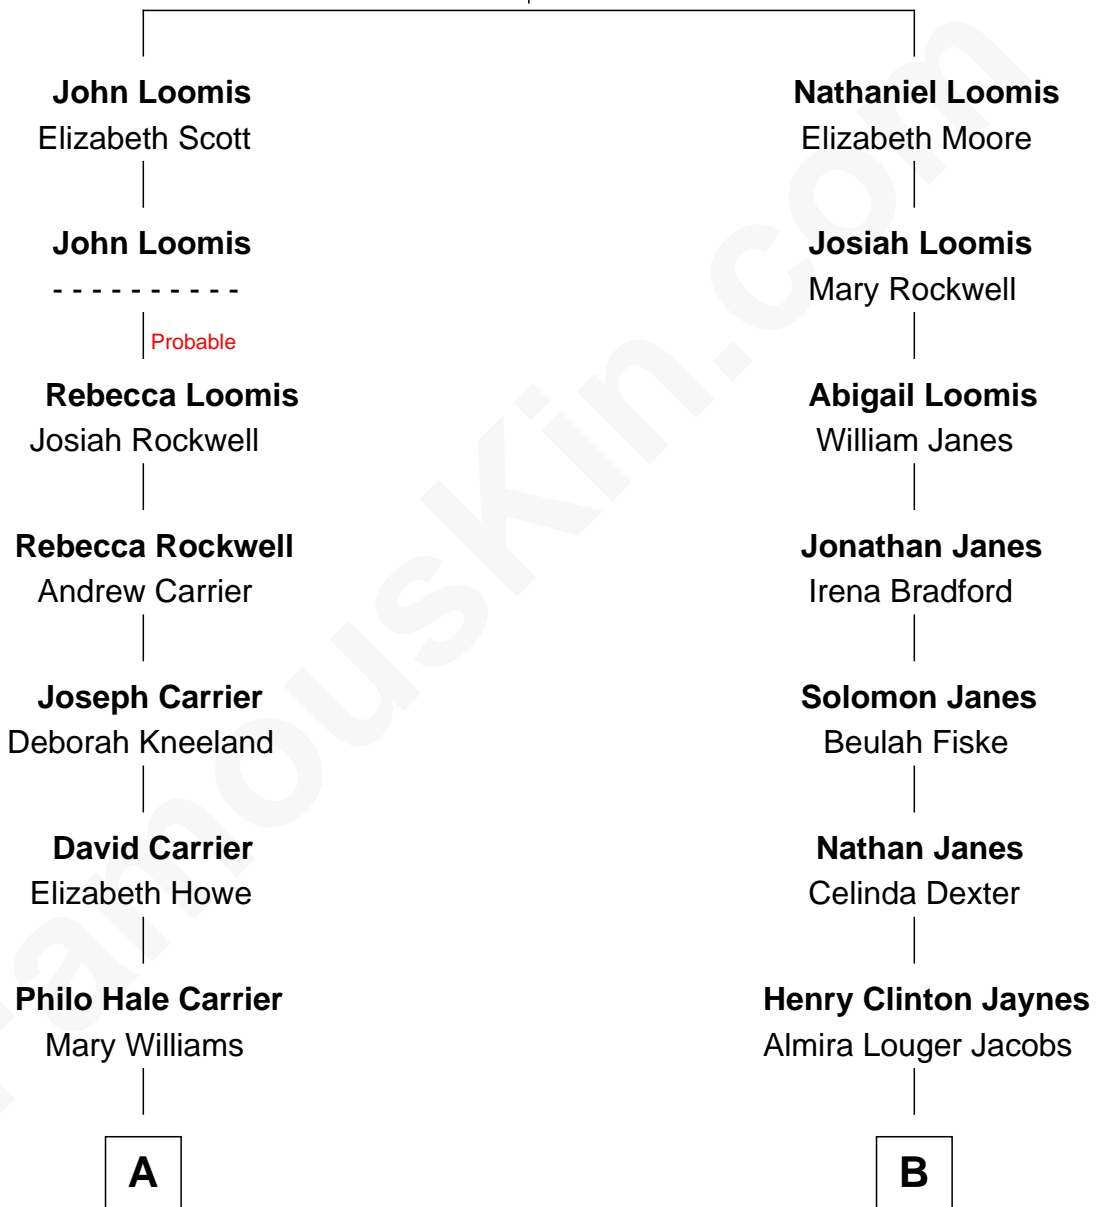 John Loomis
Elizabeth Scott
John Loomis
- - - - - - - - - -
Probable
Rebecca Loomis
Josiah Rockwell
Rebecca Rockwell
Andrew Carrier
Joseph Carrier
Deborah Kneeland
David Carrier
Elizabeth Howe
Philo Hale Carrier
Mary Williams
A
Nathaniel Loomis
Elizabeth Moore
Josiah Loomis
Mary Rockwell
Abigail Loomis
William Janes
Jonathan Janes
Irena Bradford
Solomon Janes
Beulah Fiske
Nathan Janes
Celinda Dexter
Henry Clinton Jaynes
Almira Louger Jacobs
B
FamousKin.com